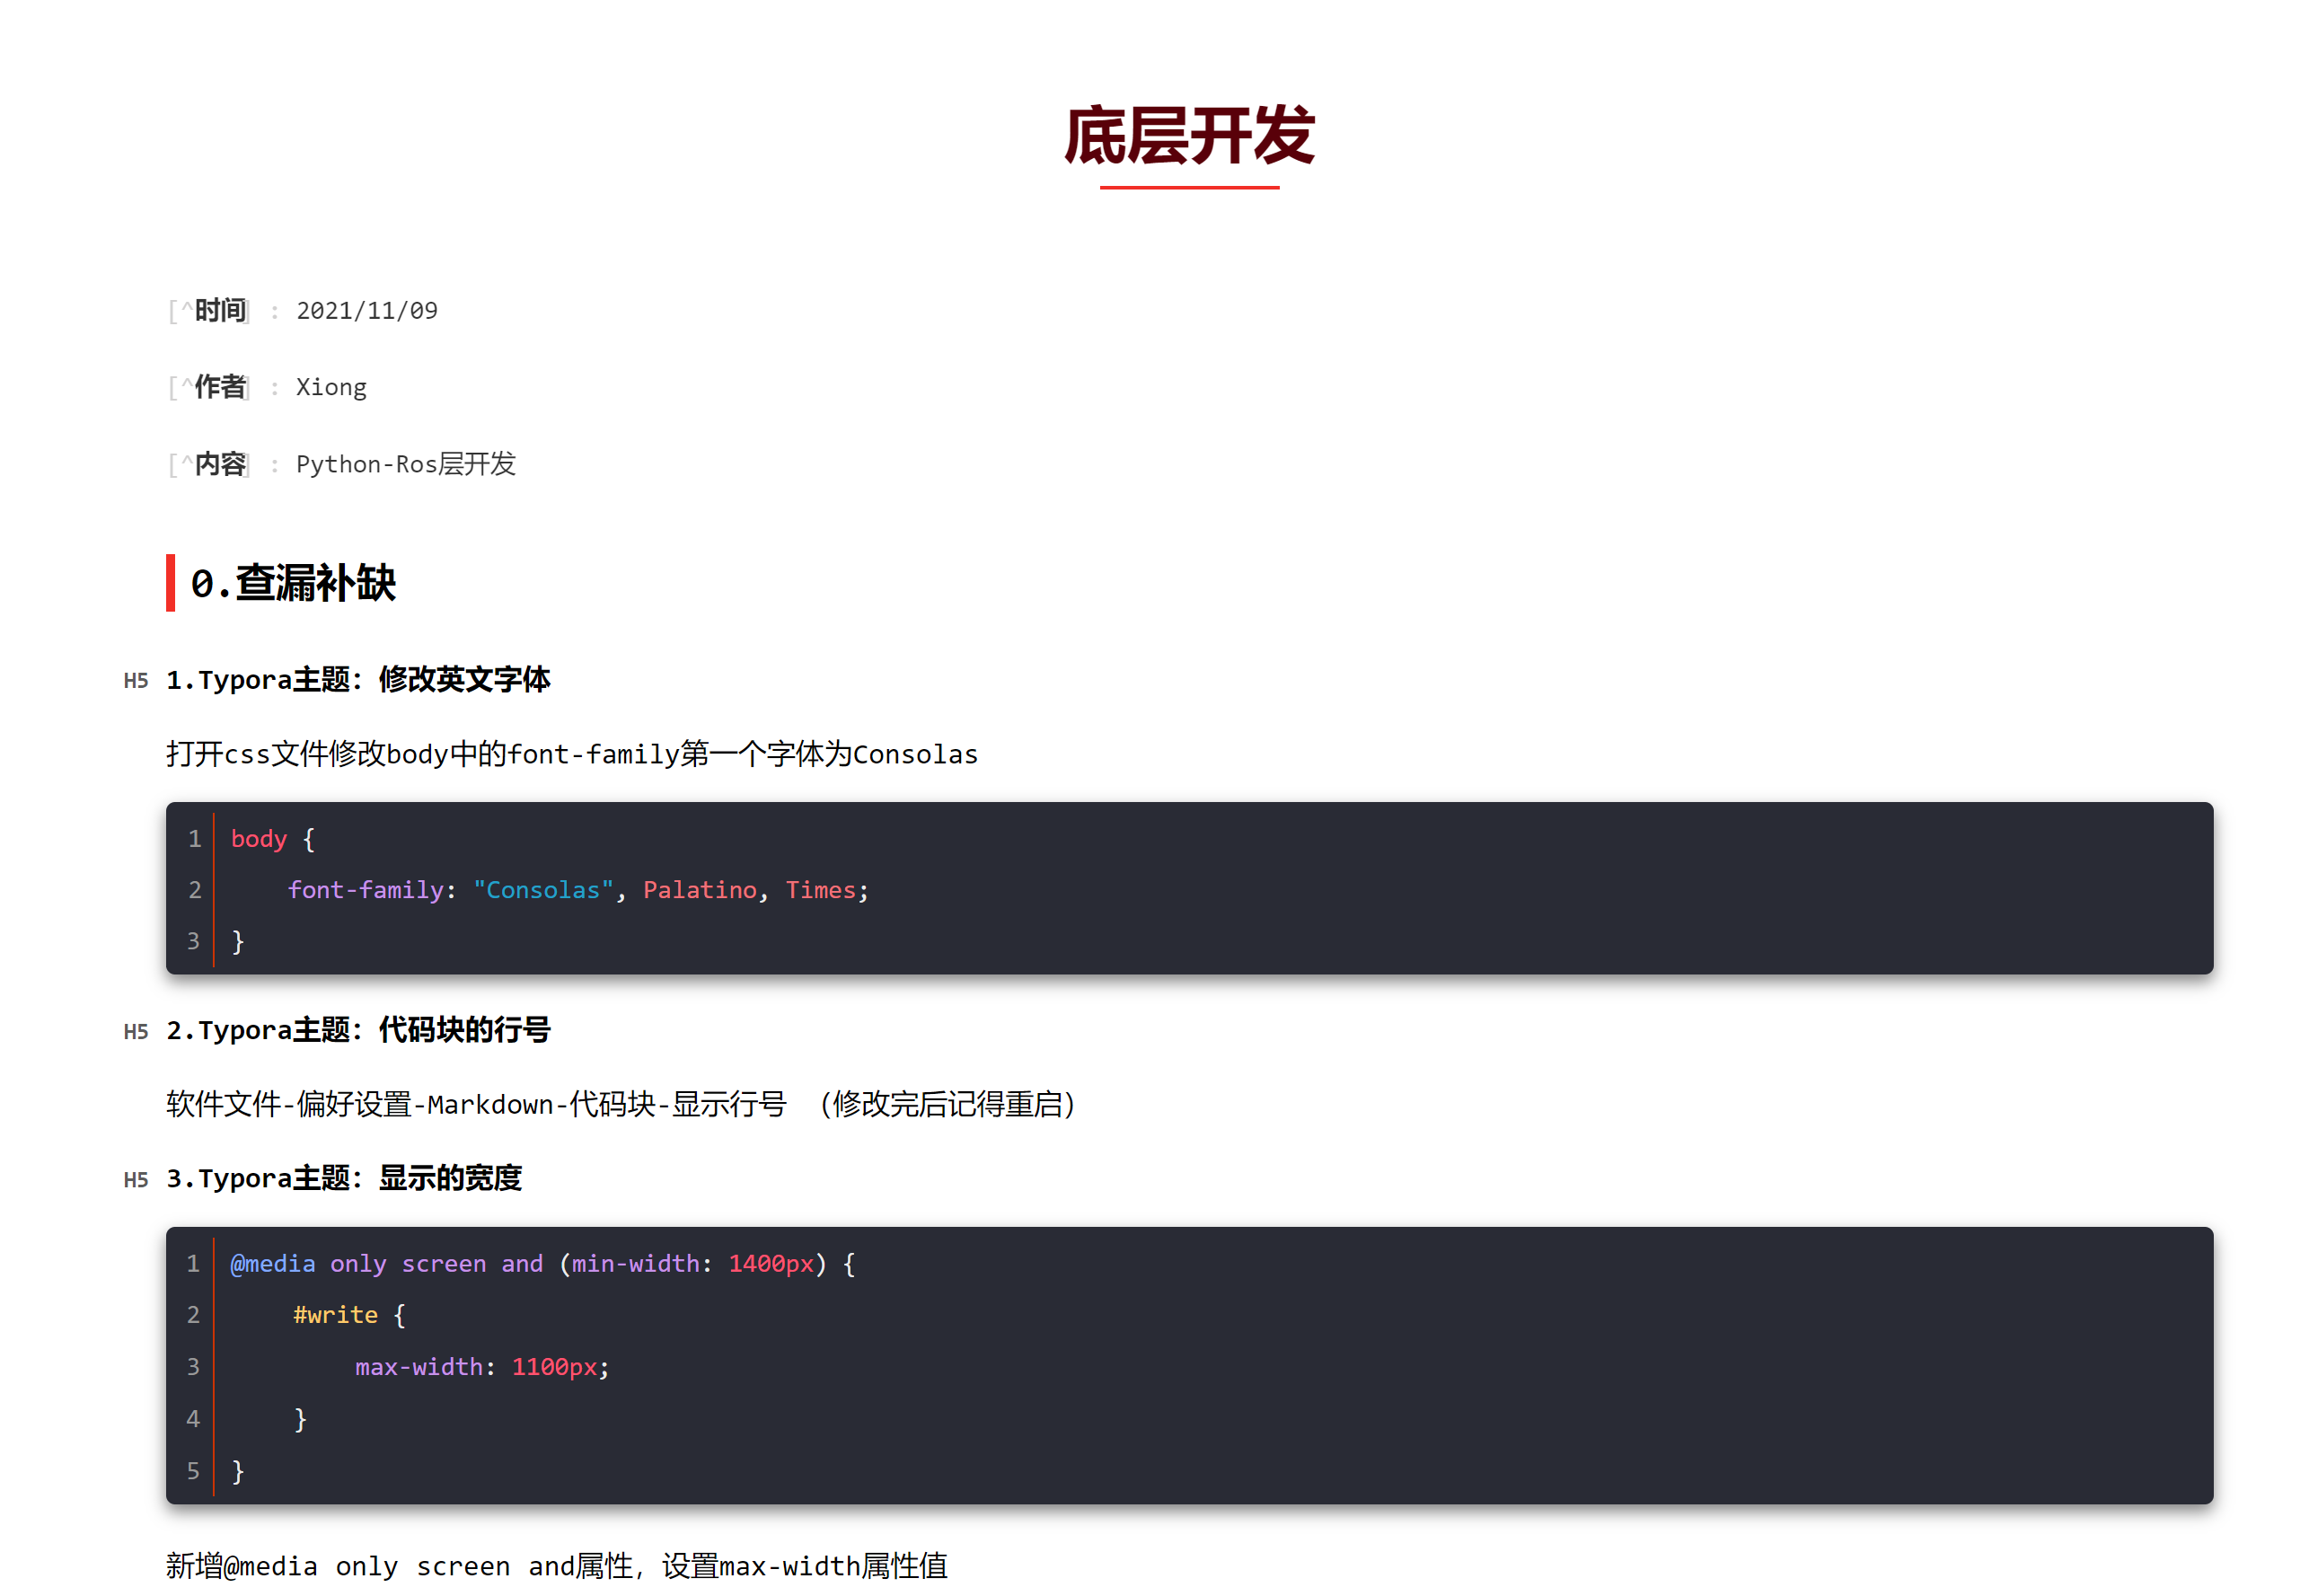 底层开发
[^时间] : 2021/11/09
[^作者] : Xiong
[^内容] : Python-Ros层开发
0.查漏补缺
H5 1.Typora主题：修改英文字体
打开css文件修改body中的font-family第一个字体为Consolas
1 body {
2     font-family: "Consolas", Palatino, Times;
3 }
H5 2.Typora主题：代码块的行号
软件文件-偏好设置-Markdown-代码块-显示行号 （修改完后记得重启）
H5 3.Typora主题：显示的宽度
1 @media only screen and (min-width: 1400px) {
2     #write {
3         max-width: 1100px;
4     }
5 }
新增@media only screen and属性，设置max-width属性值